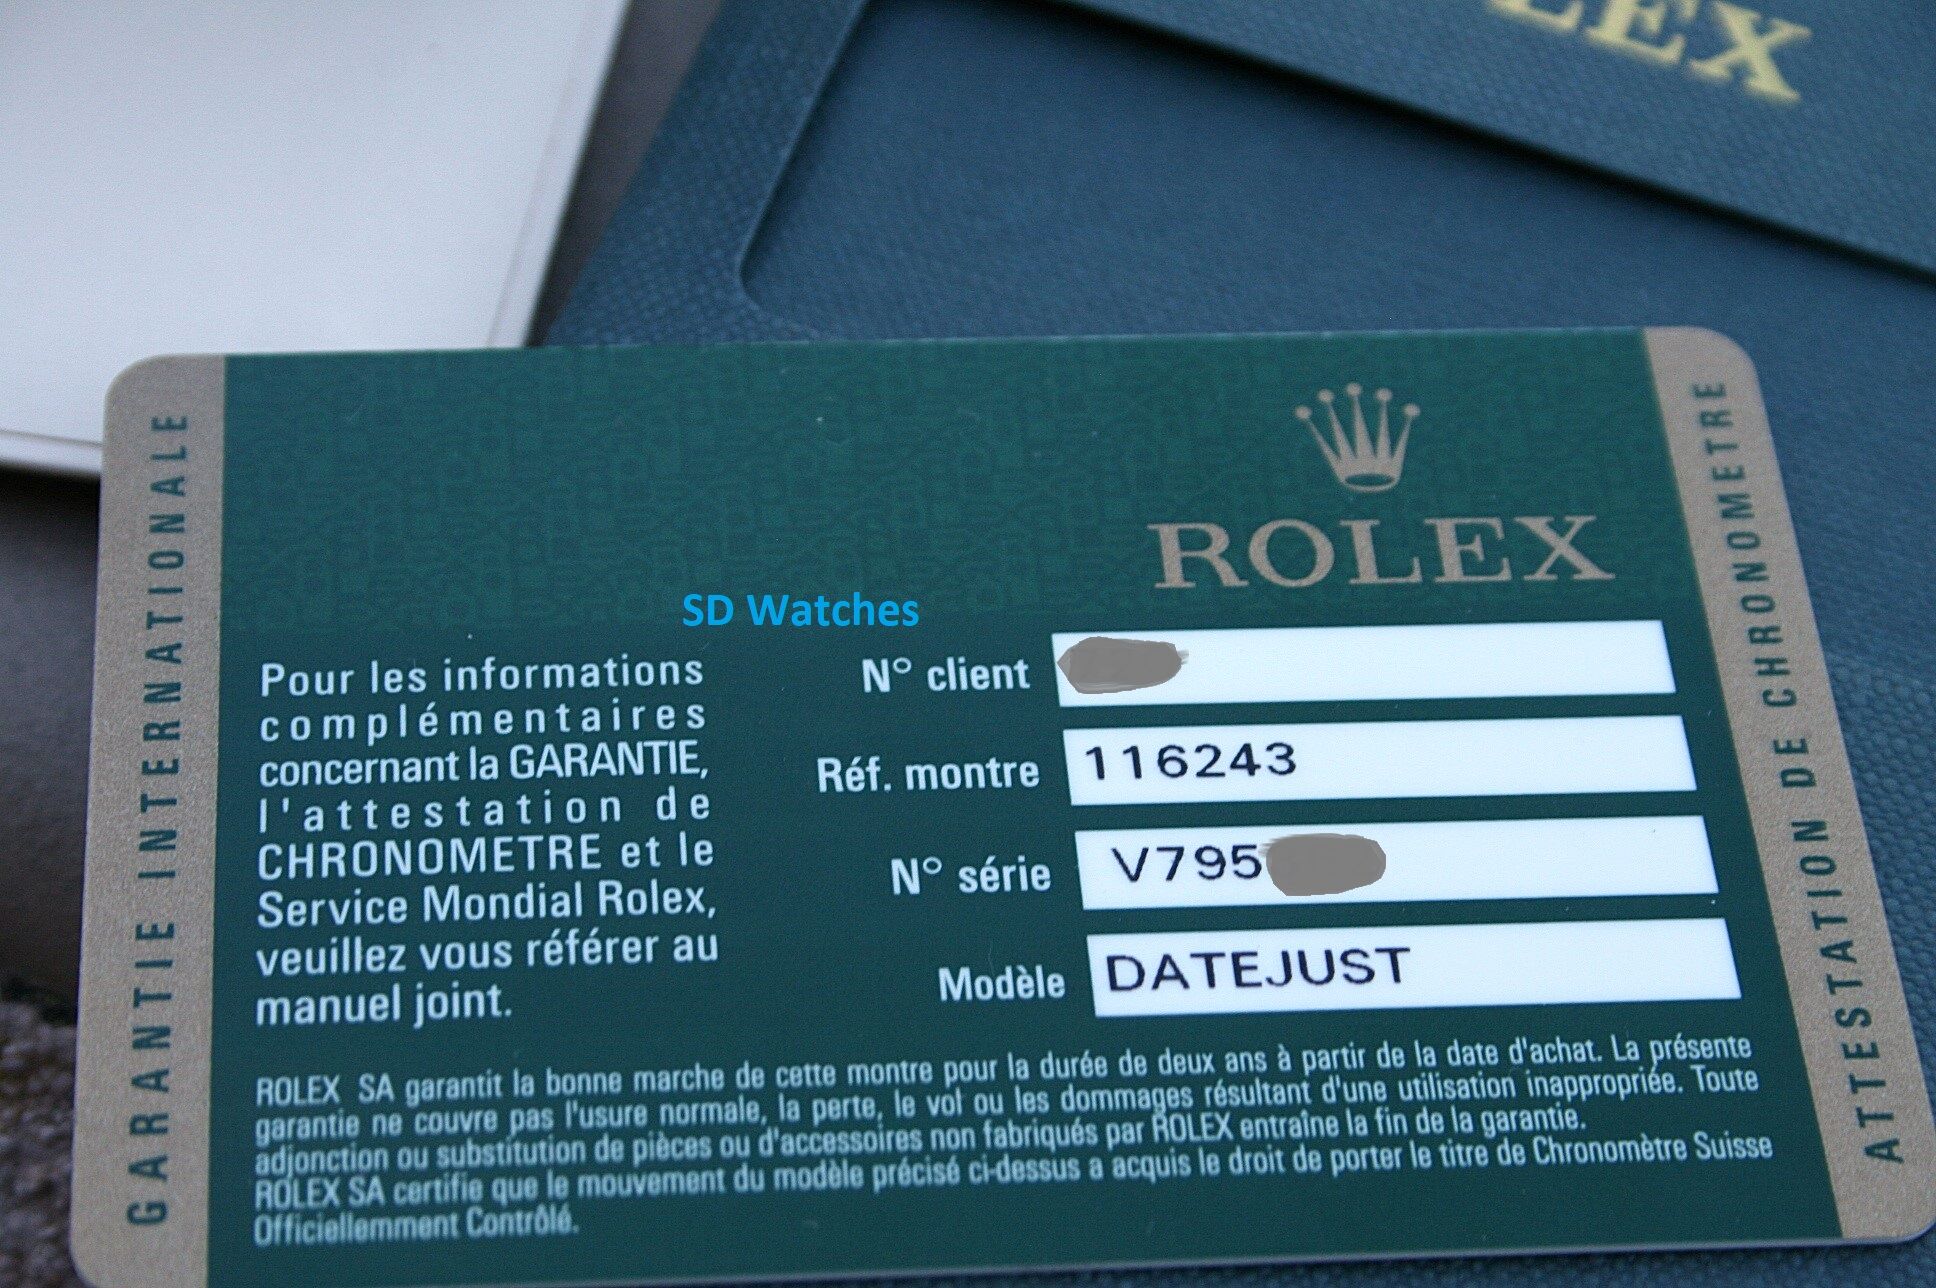 LEX
GARANTIE INTERNATIONALE
ROLEX
ATTESTATION DE CHRONOMETRE
SD Watches
Pour les informations
complémentaires
concernant la GARANTIE,
l'attestation de
CHRONOMETRE et le
Service Mondial Rolex,
veuillez vous référer au
manuel joint.
N° client
Réf. montre 116243
N° série V795
Modèle DATEJUST
ROLEX SA garantit la bonne marche de cette montre pour la durée de deux ans à partir de la date d'achat. La présente
garantie ne couvre pas l'usure normale, la perte, le vol ou les dommages résultant d'une utilisation inappropriée. Toute
adjonction ou substitution de pièces ou d'accessoires non fabriqués par ROLEX entraîne la fin de la garantie.
ROLEX SA certifie que le mouvement du modèle précisé ci-dessus a acquis le droit de porter le titre de Chronomètre Suisse
Officiellemment Contrôlé.